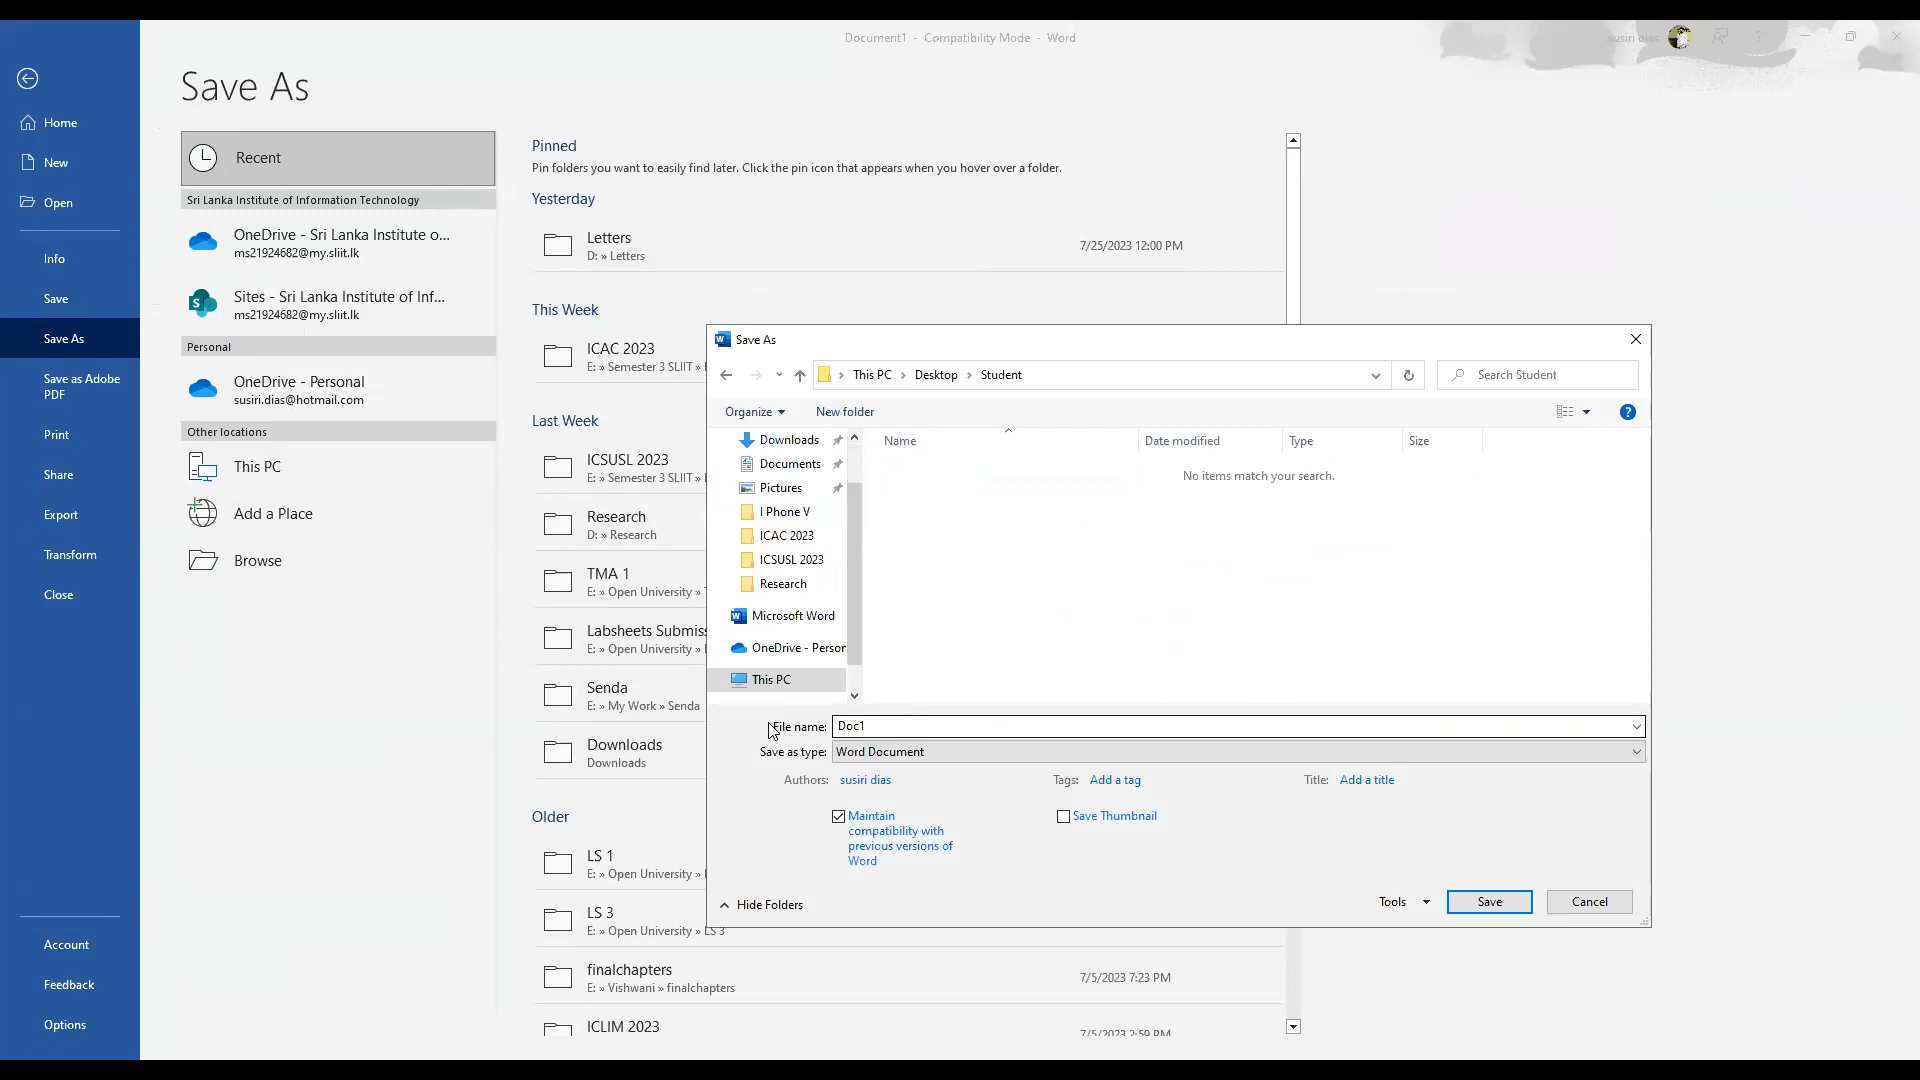 Document1 - Compatibility Mode - Word
susiri dias
Save As
Home
New
Open
Info
Save
Save As
Save as Adobe
PDF
Print
Share
Export
Transform
Close
Account
Feedback
Options
Recent
Sri Lanka Institute of Information Technology
OneDrive - Sri Lanka Institute o...
ms21924682@my.sliit.lk
Sites - Sri Lanka Institute of Inf...
ms21924682@my.sliit.lk
Personal
OneDrive - Personal
susiri.dias@hotmail.com
Other locations
This PC
Add a Place
Browse
Pinned
Pin folders you want to easily find later. Click the pin icon that appears when you hover over a folder.
Yesterday
Letters 7/25/2023 12:00 PM
D: » Letters
This Week
ICAC 2023
E: » Semester 3 SLIIT »
Last Week
ICSUSL 2023
E: » Semester 3 SLIIT »
Research
D: » Research
TMA 1
E: » Open University »
Labsheets Submiss
E: » Open University »
Senda
E: » My Work » Senda
Downloads
Downloads
Older
LS 1
E: » Open University »
LS 3
E: » Open University » LS 3
finalchapters 7/5/2023 7:23 PM
E: » Vishwani » finalchapters
ICLIM 2023 7/5/2023 2:59 PM
Save As
This PC > Desktop > Student
Search Student
Organize New folder
Downloads
Documents
Pictures
I Phone V
ICAC 2023
ICSUSL 2023
Research
Microsoft Word
OneDrive - Person
This PC
Name Date modified Type Size
No items match your search.
File name: Doc1
Save as type: Word Document
Authors: susiri dias Tags: Add a tag Title: Add a title
Maintain
compatibility with
previous versions of
Word
Save Thumbnail
Hide Folders Tools Save Cancel